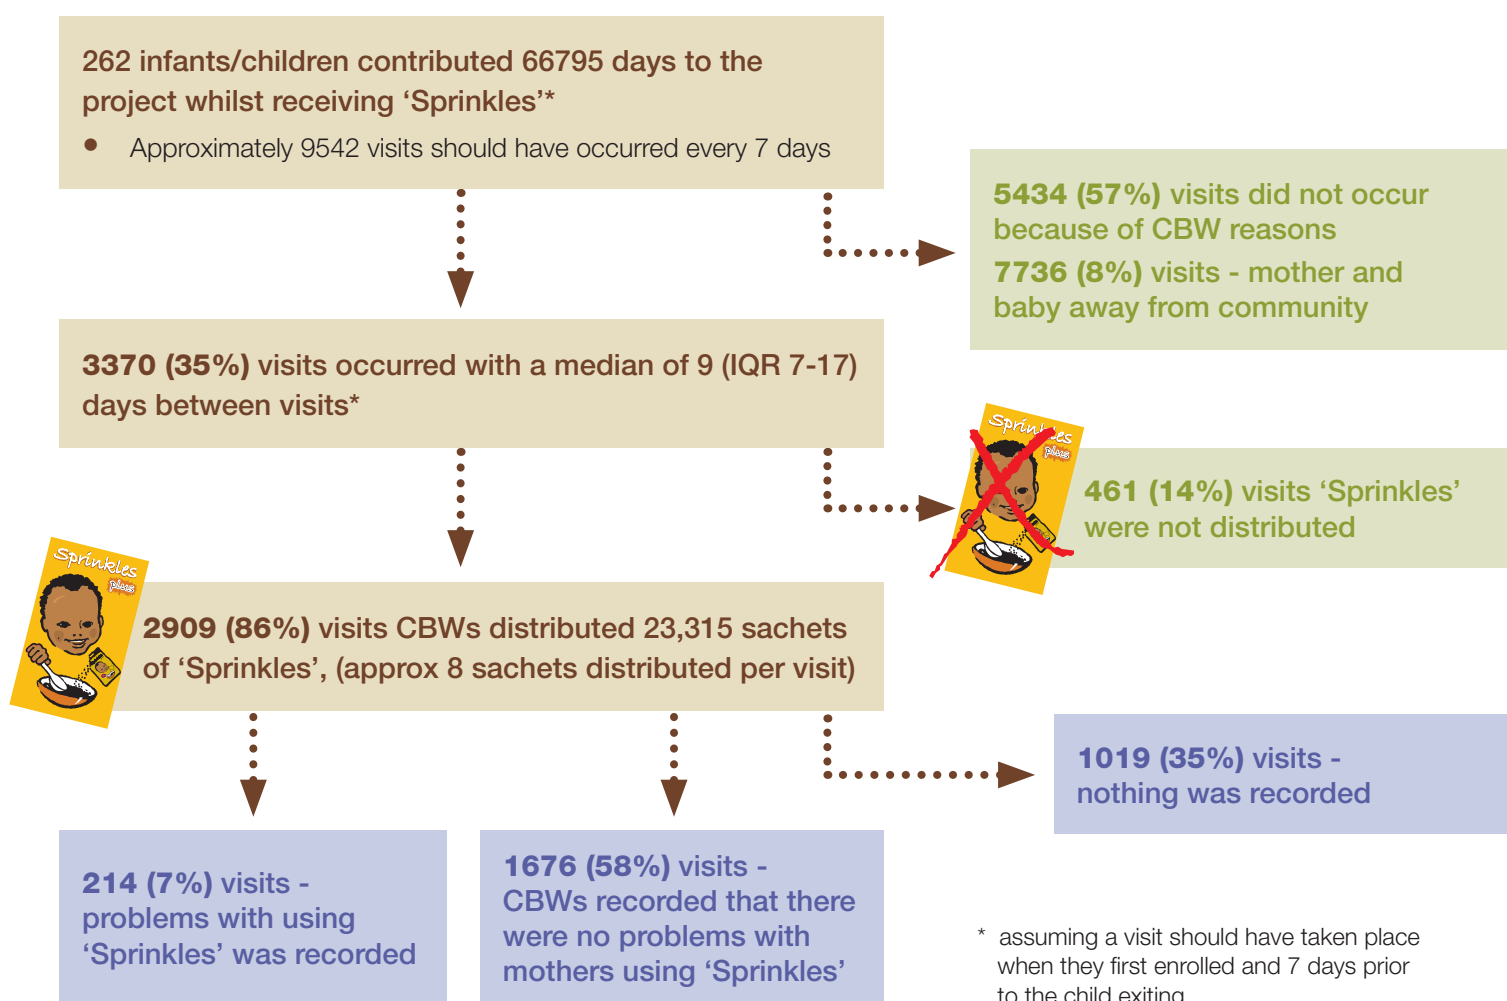 262 infants/children contributed 66795 days to the
project whilst receiving ‘Sprinkles’*
• Approximately 9542 visits should have occurred every 7 days
5434 (57%) visits did not occur
because of CBW reasons
7736 (8%) visits - mother and
baby away from community
3370 (35%) visits occurred with a median of 9 (IQR 7-17)
days between visits*
Sprinkles
plus
461 (14%) visits ‘Sprinkles’
were not distributed
Sprinkles
plus
2909 (86%) visits CBWs distributed 23,315 sachets
of ‘Sprinkles’, (approx 8 sachets distributed per visit)
1019 (35%) visits -
nothing was recorded
214 (7%) visits -
problems with using
‘Sprinkles’ was recorded
1676 (58%) visits -
CBWs recorded that there
were no problems with
mothers using ‘Sprinkles’
* assuming a visit should have taken place
when they first enrolled and 7 days prior
to the child exiting